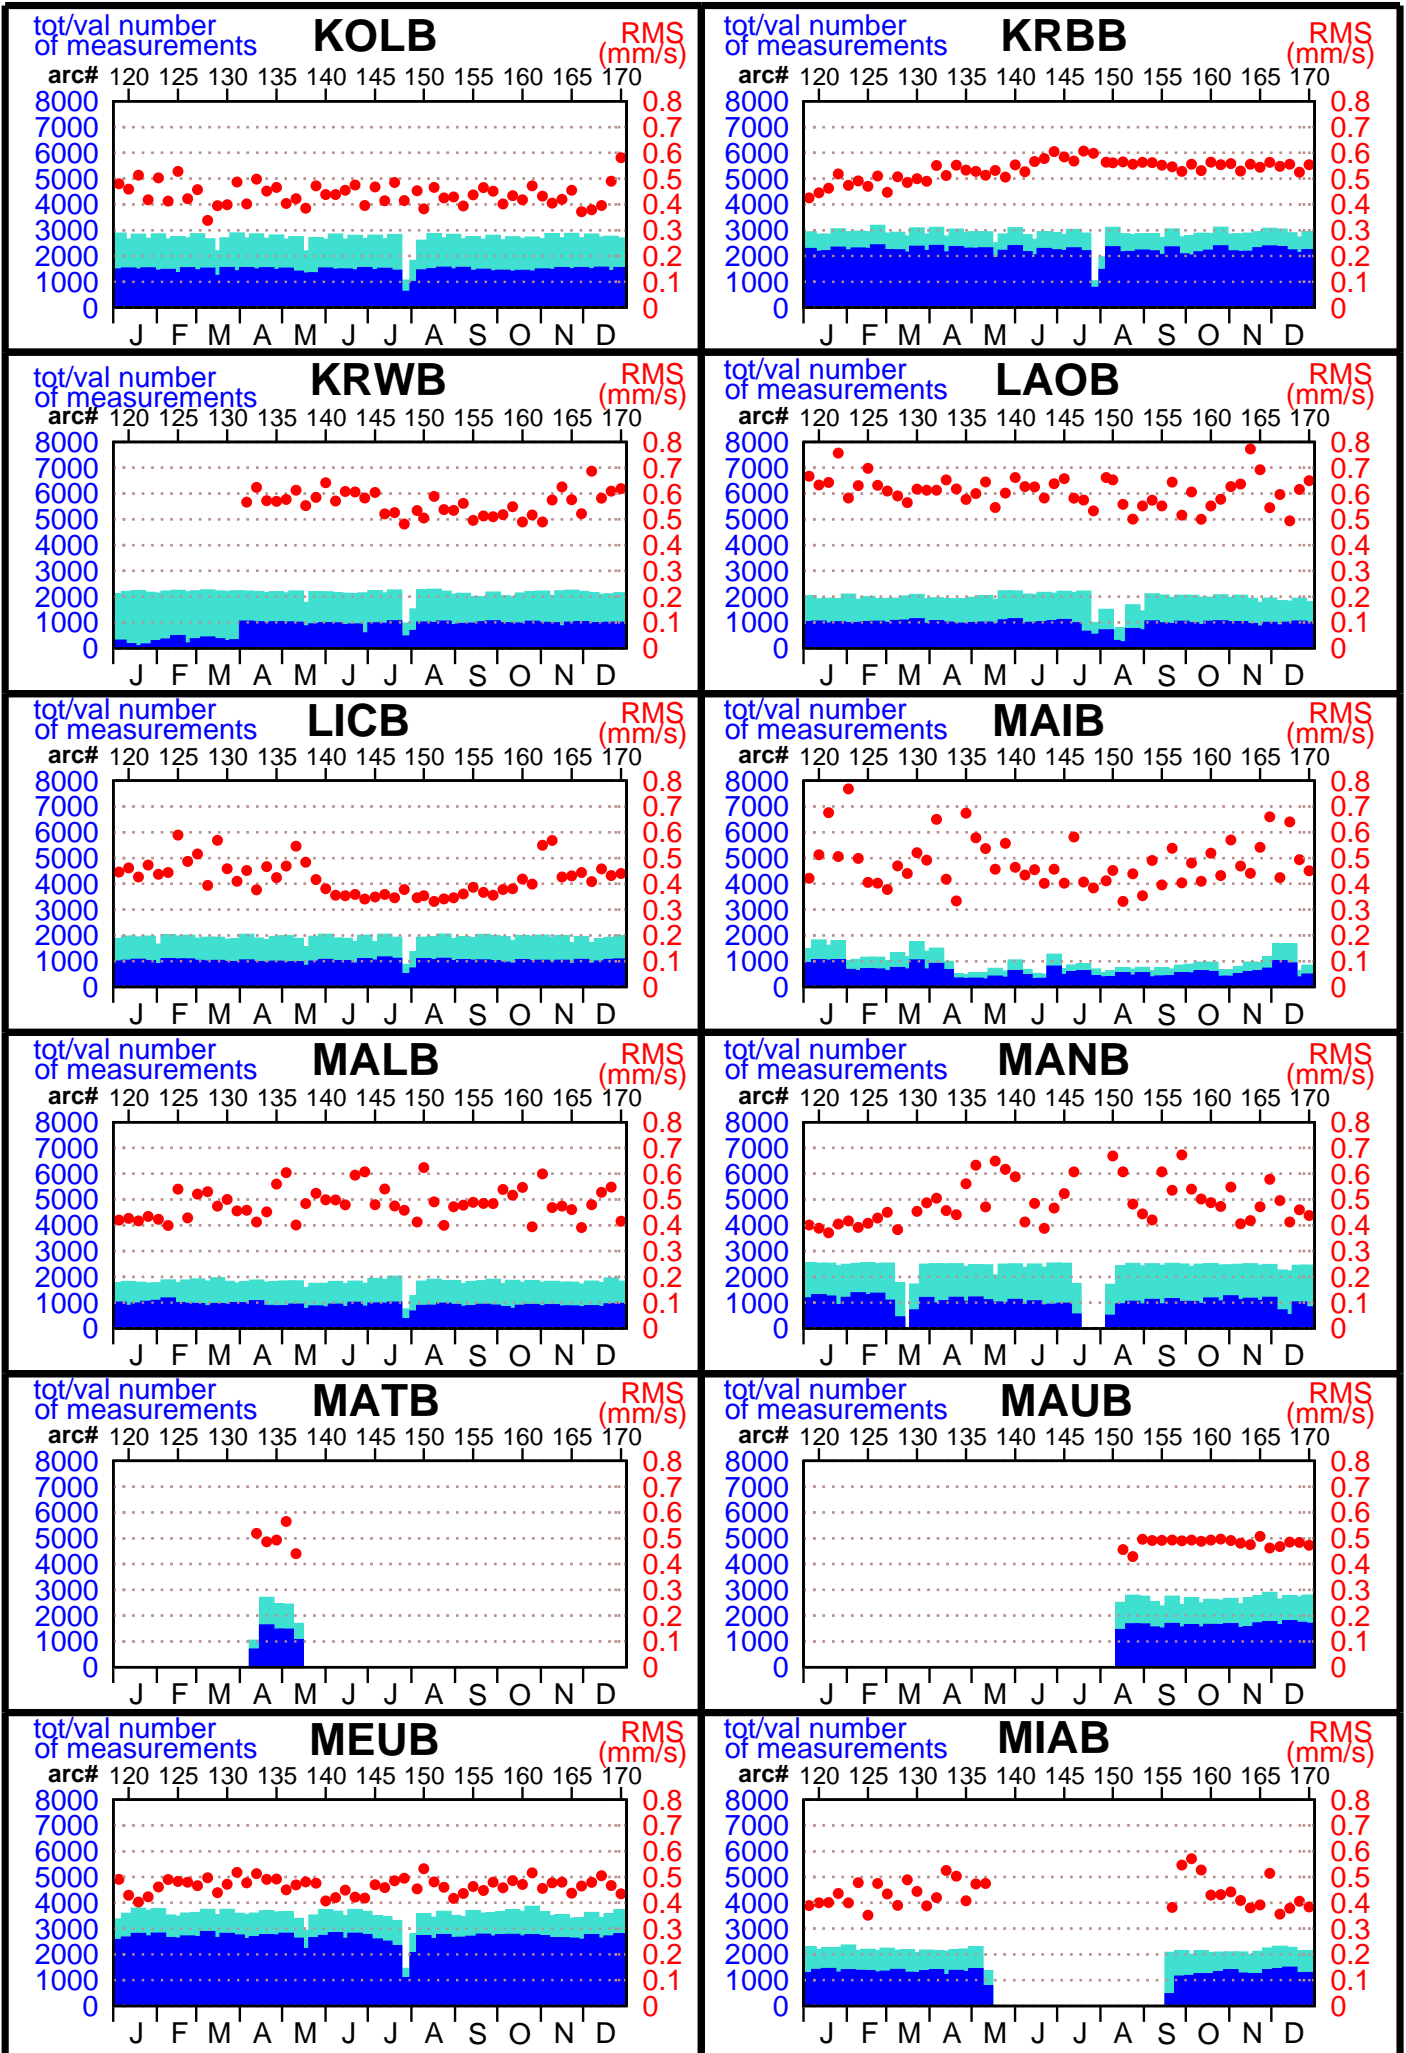 tot/val number
of measurements
KOLB
RMS
(mm/s)
arc# 120 125 130 135 140 145 150 155 160 165 170
8000 0.8
7000 0.7
6000 0.6
5000 0.5
4000 0.4
3000 0.3
2000 0.2
1000 0.1
0 0
J F M A M J J A S O N D
tot/val number
of measurements
KRBB
RMS
(mm/s)
arc# 120 125 130 135 140 145 150 155 160 165 170
8000 0.8
7000 0.7
6000 0.6
5000 0.5
4000 0.4
3000 0.3
2000 0.2
1000 0.1
0 0
J F M A M J J A S O N D
tot/val number
of measurements
KRWB
RMS
(mm/s)
arc# 120 125 130 135 140 145 150 155 160 165 170
8000 0.8
7000 0.7
6000 0.6
5000 0.5
4000 0.4
3000 0.3
2000 0.2
1000 0.1
0 0
J F M A M J J A S O N D
tot/val number
of measurements
LAOB
RMS
(mm/s)
arc# 120 125 130 135 140 145 150 155 160 165 170
8000 0.8
7000 0.7
6000 0.6
5000 0.5
4000 0.4
3000 0.3
2000 0.2
1000 0.1
0 0
J F M A M J J A S O N D
tot/val number
of measurements
LICB
RMS
(mm/s)
arc# 120 125 130 135 140 145 150 155 160 165 170
8000 0.8
7000 0.7
6000 0.6
5000 0.5
4000 0.4
3000 0.3
2000 0.2
1000 0.1
0 0
J F M A M J J A S O N D
tot/val number
of measurements
MAIB
RMS
(mm/s)
arc# 120 125 130 135 140 145 150 155 160 165 170
8000 0.8
7000 0.7
6000 0.6
5000 0.5
4000 0.4
3000 0.3
2000 0.2
1000 0.1
0 0
J F M A M J J A S O N D
tot/val number
of measurements
MALB
RMS
(mm/s)
arc# 120 125 130 135 140 145 150 155 160 165 170
8000 0.8
7000 0.7
6000 0.6
5000 0.5
4000 0.4
3000 0.3
2000 0.2
1000 0.1
0 0
J F M A M J J A S O N D
tot/val number
of measurements
MANB
RMS
(mm/s)
arc# 120 125 130 135 140 145 150 155 160 165 170
8000 0.8
7000 0.7
6000 0.6
5000 0.5
4000 0.4
3000 0.3
2000 0.2
1000 0.1
0 0
J F M A M J J A S O N D
tot/val number
of measurements
MATB
RMS
(mm/s)
arc# 120 125 130 135 140 145 150 155 160 165 170
8000 0.8
7000 0.7
6000 0.6
5000 0.5
4000 0.4
3000 0.3
2000 0.2
1000 0.1
0 0
J F M A M J J A S O N D
tot/val number
of measurements
MAUB
RMS
(mm/s)
arc# 120 125 130 135 140 145 150 155 160 165 170
8000 0.8
7000 0.7
6000 0.6
5000 0.5
4000 0.4
3000 0.3
2000 0.2
1000 0.1
0 0
J F M A M J J A S O N D
tot/val number
of measurements
MEUB
RMS
(mm/s)
arc# 120 125 130 135 140 145 150 155 160 165 170
8000 0.8
7000 0.7
6000 0.6
5000 0.5
4000 0.4
3000 0.3
2000 0.2
1000 0.1
0 0
J F M A M J J A S O N D
tot/val number
of measurements
MIAB
RMS
(mm/s)
arc# 120 125 130 135 140 145 150 155 160 165 170
8000 0.8
7000 0.7
6000 0.6
5000 0.5
4000 0.4
3000 0.3
2000 0.2
1000 0.1
0 0
J F M A M J J A S O N D